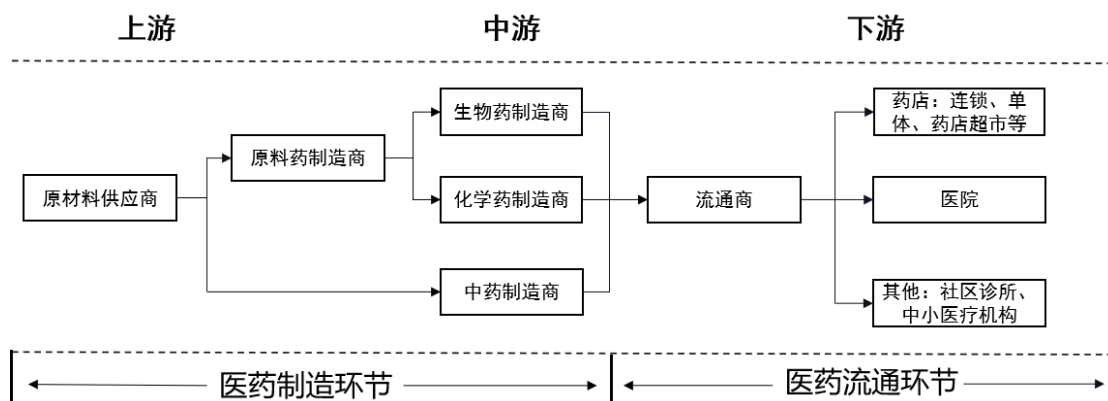 上游
中游
下游
生物药制造商
药店：连锁、单
体、药店超市等
原料药制造商
原材料供应商
化学药制造商
流通商
医院
中药制造商
其他：社区诊所、
中小医疗机构
医药制造环节
医药流通环节